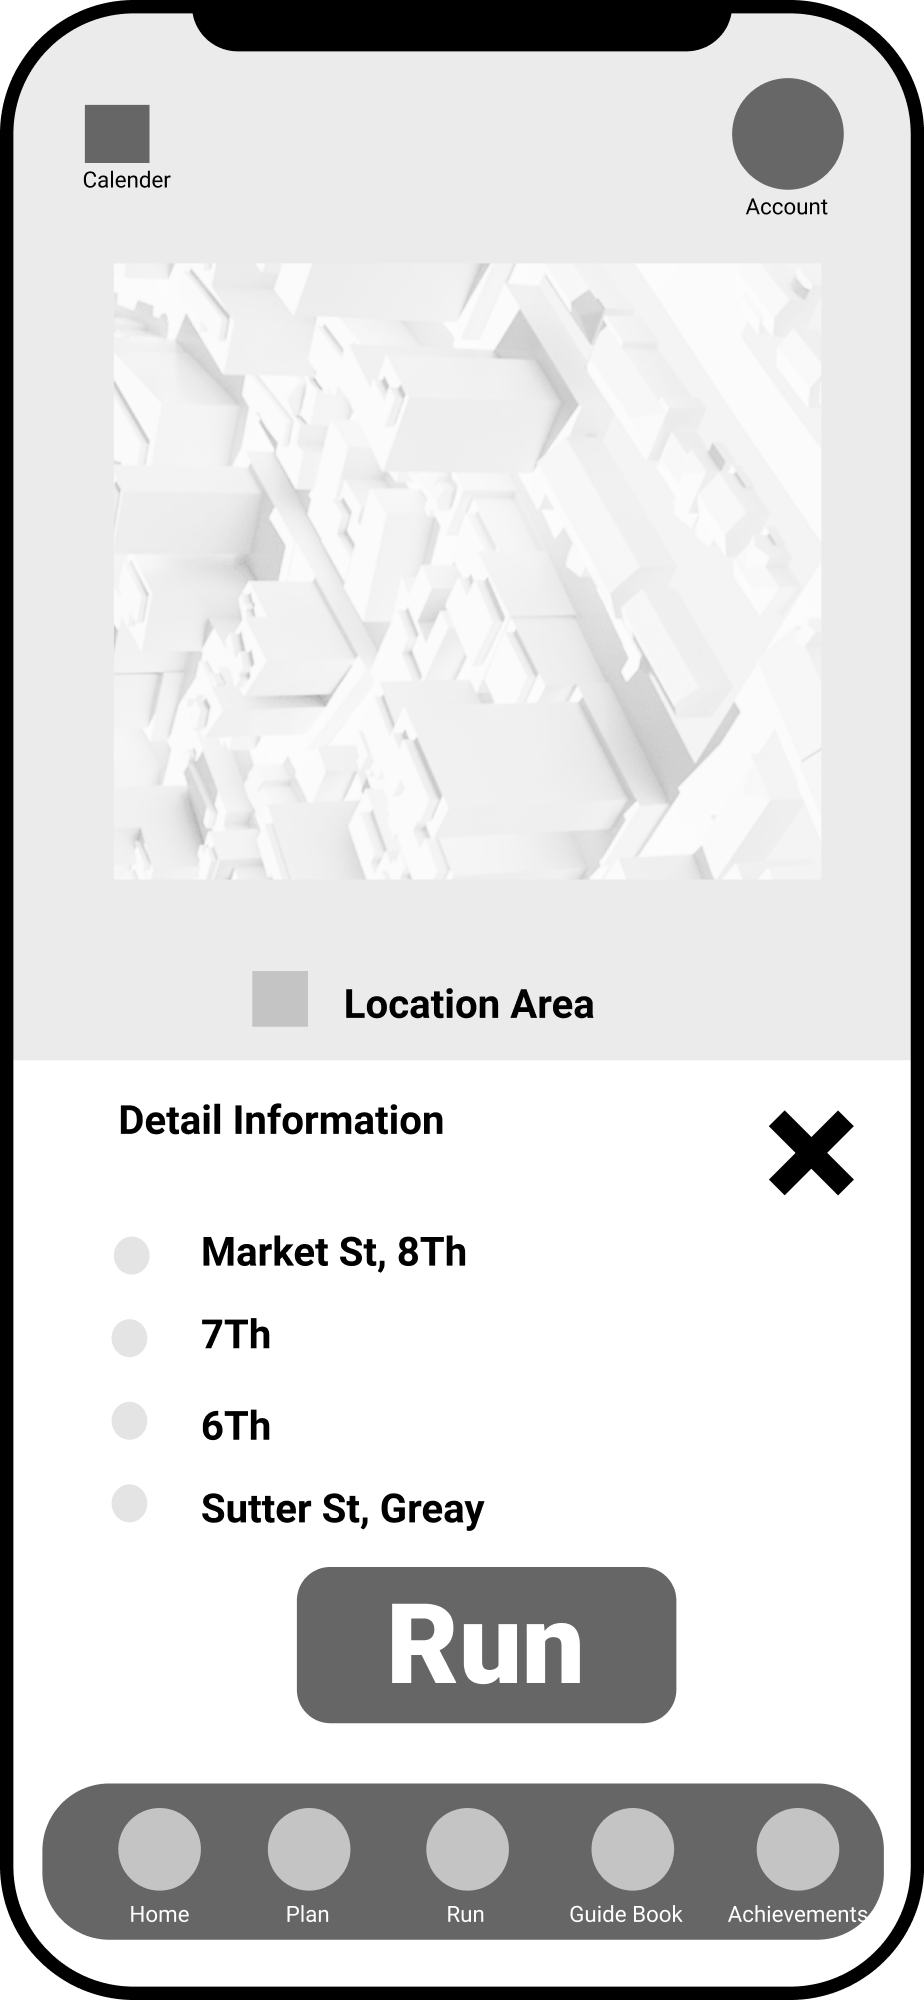 Calender
Account
Location Area
Detail Information
Market St, 8Th
7Th
6Th
Sutter St, Greay
Run
Home
Plan
Run
Guide Book
Achievements